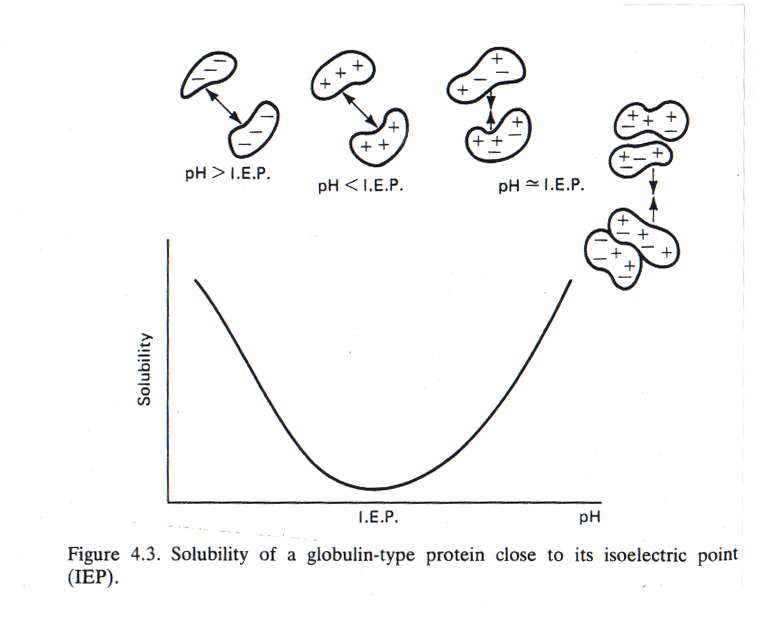 pH > I.E.P.
pH < I.E.P.
pH ≃ I.E.P.
Solubility
I.E.P.
pH
Figure 4.3. Solubility of a globulin-type protein close to its isoelectric point
(IEP).